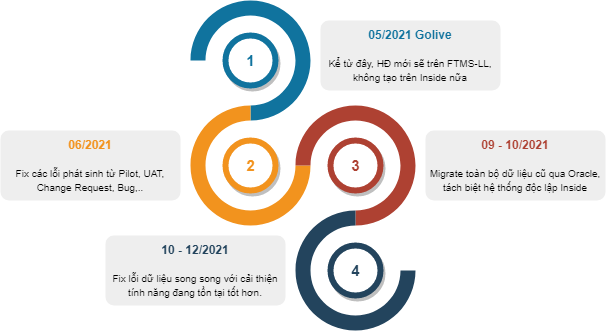 1
05/2021 Golive
Kể từ đây, HĐ mới sẽ trên FTMS-LL,
không tạo trên Inside nữa
06/2021
Fix các lỗi phát sinh từ Pilot, UAT,
Change Request, Bug,..
2
3
09 - 10/2021
Migrate toàn bộ dữ liệu cũ qua Oracle,
tách biệt hệ thống độc lập Inside
10 - 12/2021
Fix lỗi dữ liệu song song với cải thiện
tính năng đang tồn tại tốt hơn.
4